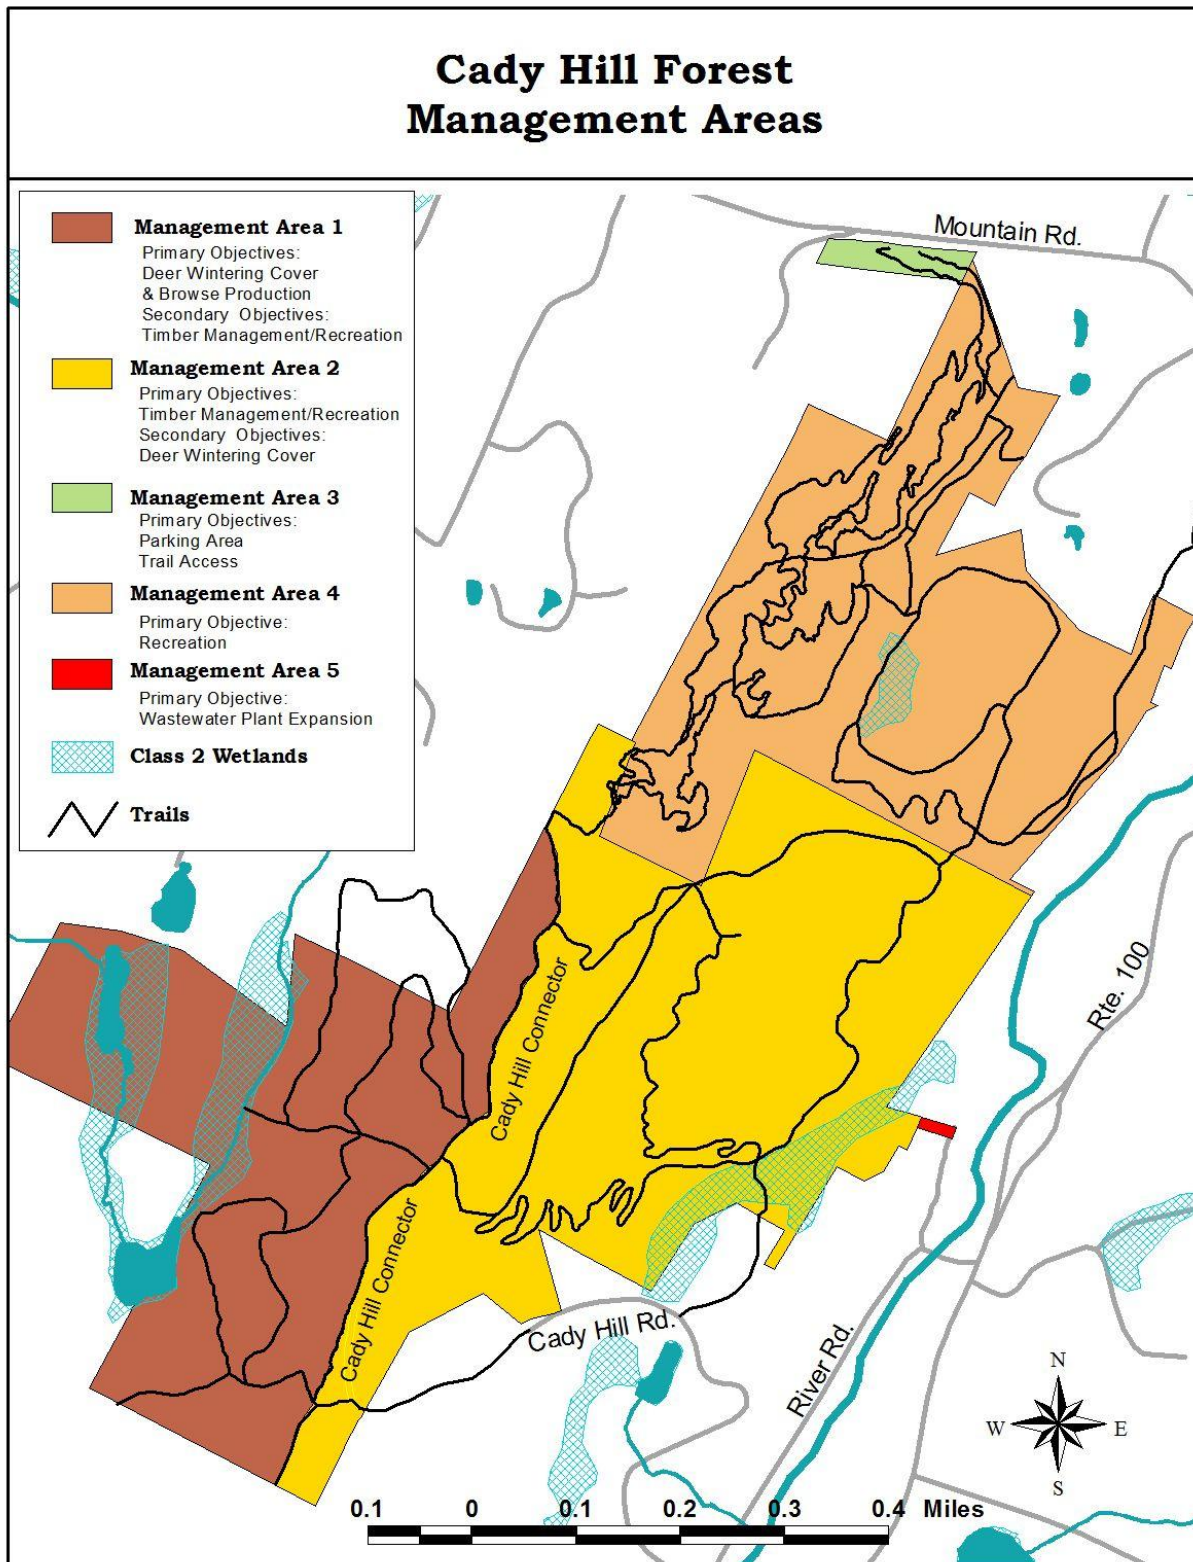 Cady Hill Forest
Management Areas
Management Area 1
Primary Objectives:
Deer Wintering Cover
& Browse Production
Secondary Objectives:
Timber Management/Recreation
Management Area 2
Primary Objectives:
Timber Management/Recreation
Secondary Objectives:
Deer Wintering Cover
Management Area 3
Primary Objectives:
Parking Area
Trail Access
Management Area 4
Primary Objective:
Recreation
Management Area 5
Primary Objective:
Wastewater Plant Expansion
Class 2 Wetlands
Trails
Mountain Rd.
Rte. 100
Cady Hill Connector
Cady Hill Connector
Cady Hill Rd.
River Rd.
N
W E
S
0.1 0 0.1 0.2 0.3 0.4 Miles